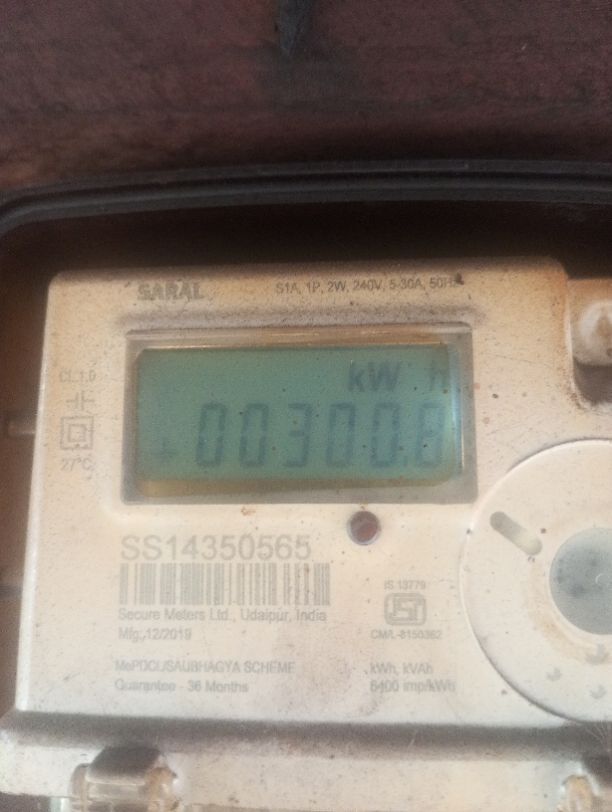 SARAL S1A, 1P, 2W, 240V, 5-30A, 50Hz
kW h
CL 1.0
+00300.8
27°C
SS14350565
IS 13779
Secure Meters Ltd., Udaipur, India
Mfg.:12/2019
CM/L-8150362
MePDCL/SAUBHAGYA SCHEME kWh, kVAh
Guarantee - 36 Months 6400 imp/kWh